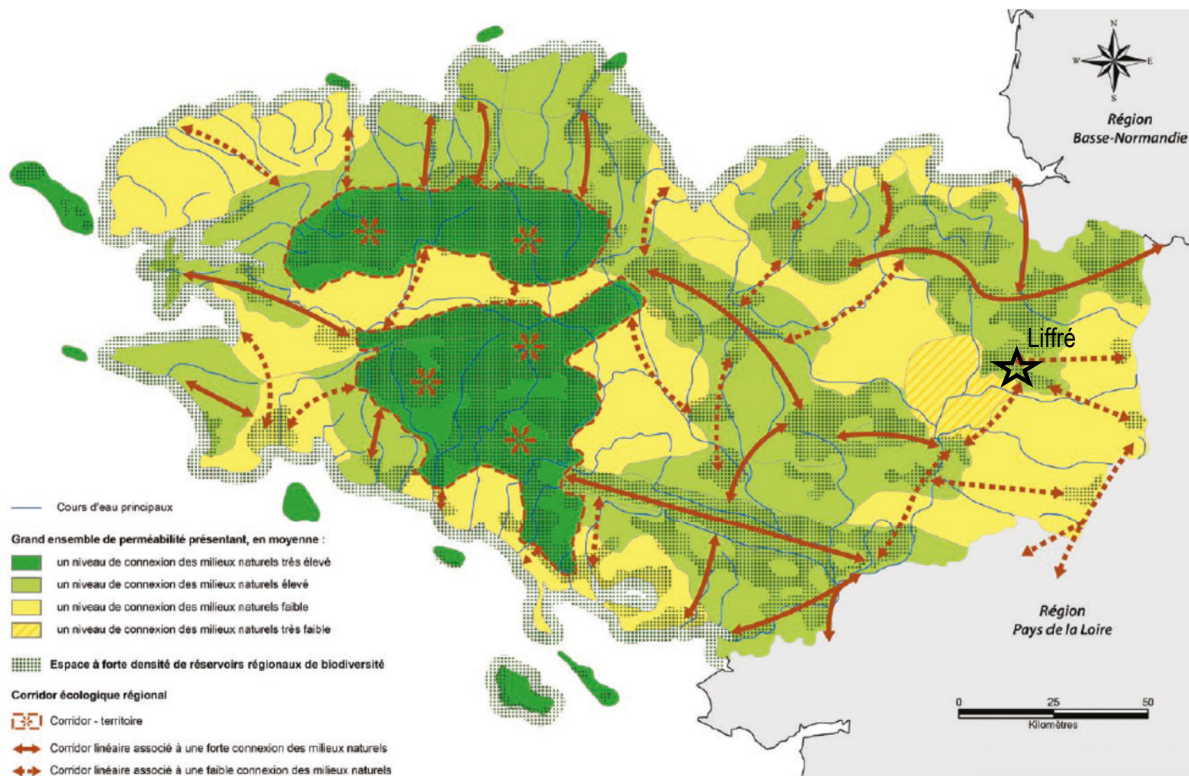 N
W
E
S
Région
Basse-Normandie
Liffré
Cours d'eau principaux
Grand ensemble de perméabilité présentant, en moyenne :
un niveau de connexion des milieux naturels très élevé
un niveau de connexion des milieux naturels élevé
un niveau de connexion des milieux naturels faible
un niveau de connexion des milieux naturels très faible
Espace à forte densité de réservoirs régionaux de biodiversité
Corridor écologique régional
Corridor - territoire
Corridor linéaire associé à une forte connexion des milieux naturels
Corridor linéaire associé à une faible connexion des milieux naturels
Région
Pays de la Loire
0 25 50
Kilomètres